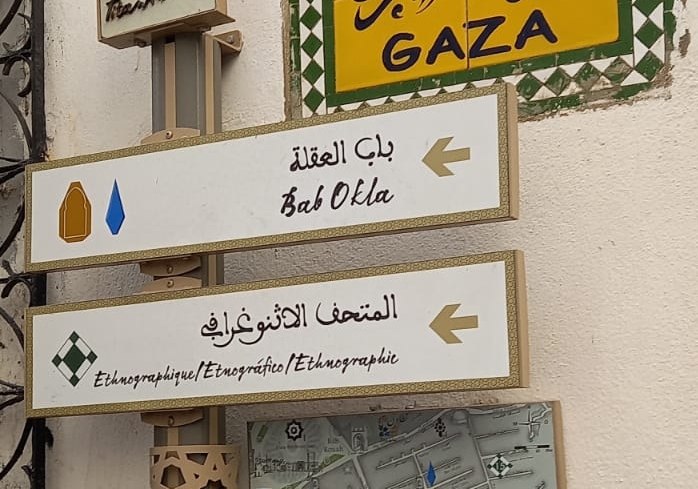 GAZA
باب العقلة
Bab Okla
المتحف الاثنوغرافي
Ethnographique/Etnográfico/Ethnographic